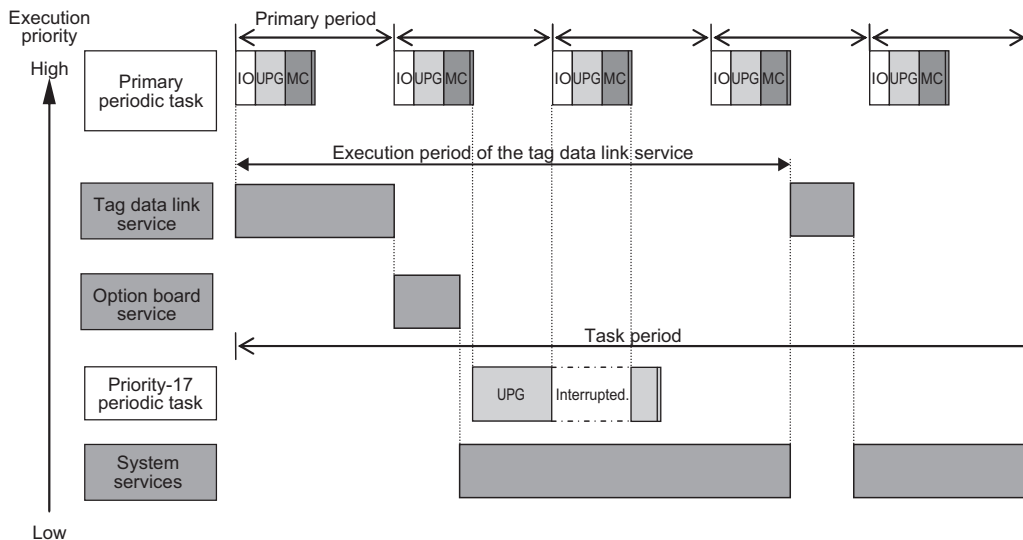 Execution
priority
High
Primary period
Primary
periodic task
IO UPG MC
IO UPG MC
IO UPG MC
IO UPG MC
IO UPG MC
Execution period of the tag data link service
Tag data link
service
Option board
service
Task period
Priority-17
periodic task
UPG
Interrupted.
System
services
Low